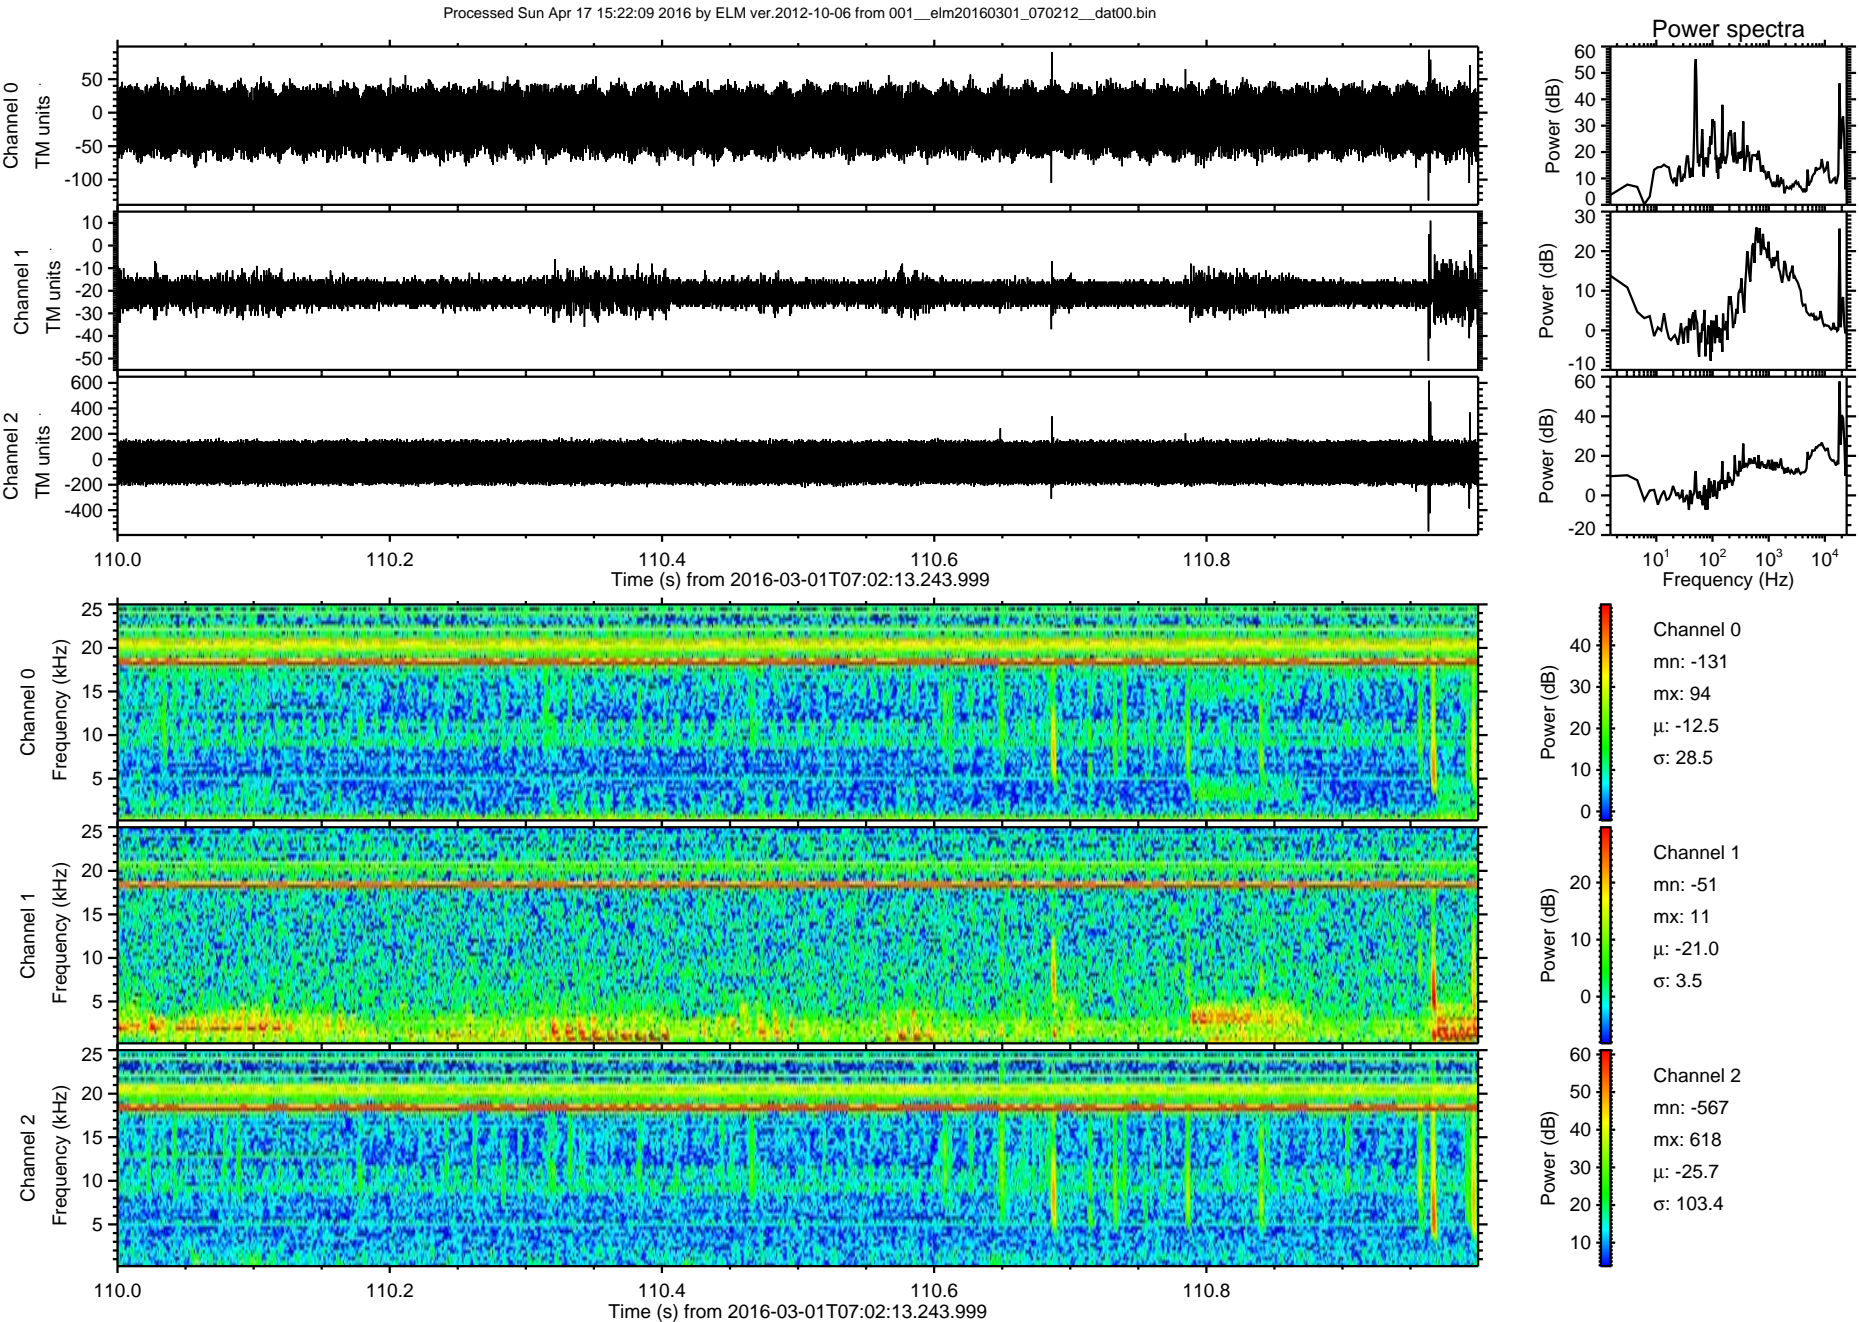 Processed Sun Apr 17 15:22:09 2016 by ELM ver.2012-10-06 from 001__elm20160301_070212__dat00.bin
Power spectra
Channel 0
TM units
50
0
-50
-100
Power (dB)
60
50
40
30
20
10
0
Channel 1
TM units
10
0
-10
-20
-30
-40
-50
Power (dB)
30
20
10
0
-10
Channel 2
TM units
600
400
200
0
-200
-400
Power (dB)
60
40
20
0
-20
110.0 110.2 110.4 110.6 110.8
Time (s) from 2016-03-01T07:02:13.243.999
10^1 10^2 10^3 10^4
Frequency (Hz)
Channel 0
Frequency (kHz)
25
20
15
10
5
Power (dB)
40
30
20
10
0
Channel 0
mn: -131
mx: 94
μ: -12.5
σ: 28.5
Channel 1
Frequency (kHz)
25
20
15
10
5
Power (dB)
20
10
0
Channel 1
mn: -51
mx: 11
μ: -21.0
σ: 3.5
Channel 2
Frequency (kHz)
25
20
15
10
5
Power (dB)
60
50
40
30
20
10
Channel 2
mn: -567
mx: 618
μ: -25.7
σ: 103.4
110.0 110.2 110.4 110.6 110.8
Time (s) from 2016-03-01T07:02:13.243.999